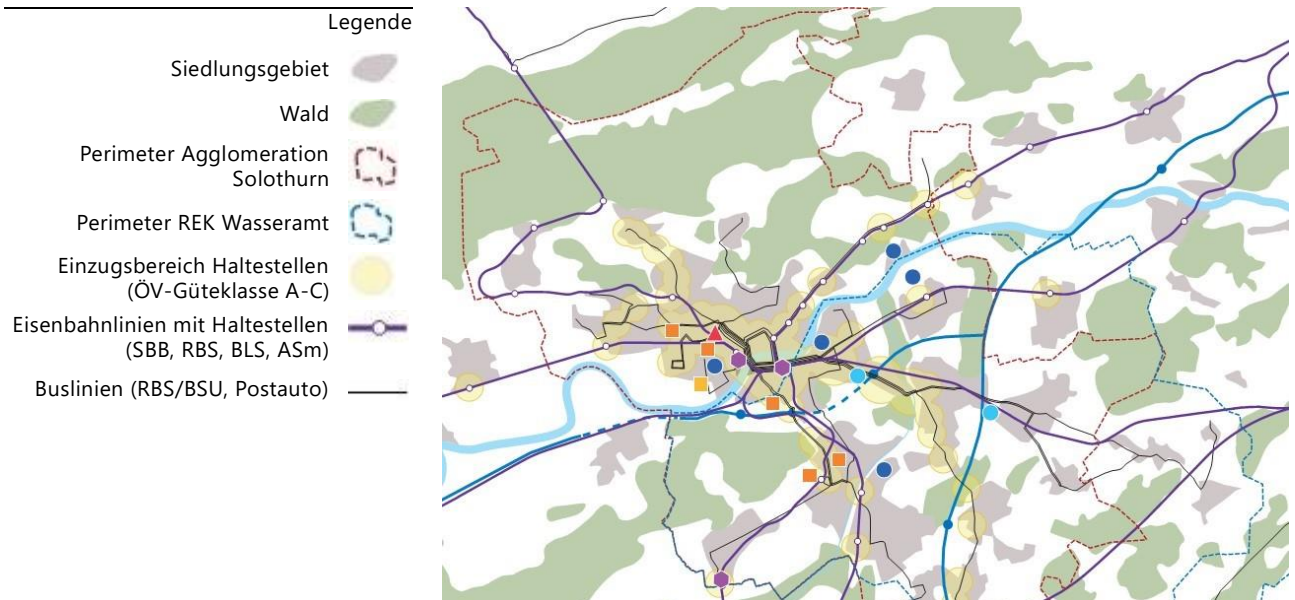 Legende
Siedlungsgebiet
Wald
Perimeter Agglomeration
Solothurn
Perimeter REK Wasseramt
Einzugsbereich Haltestellen
(ÖV-Güteklasse A-C)
Eisenbahnlinien mit Haltestellen
(SBB, RBS, BLS, ASm)
Buslinien (RBS/BSU, Postauto)